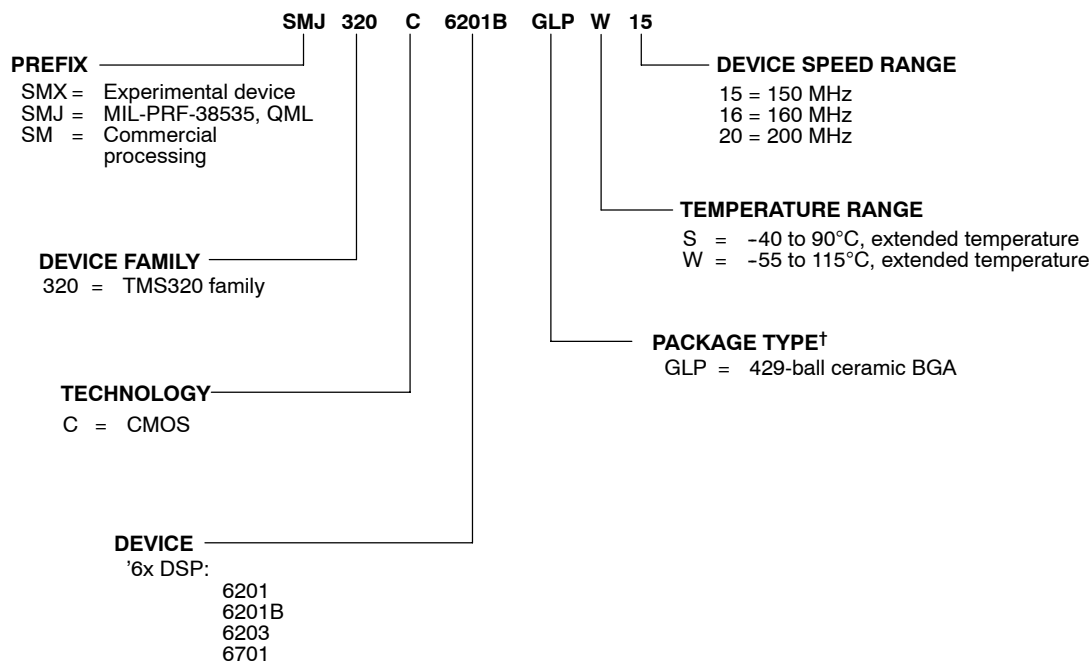 SMJ 320 C 6201B GLP W 15
PREFIX
SMX = Experimental device
SMJ = MIL-PRF-38535, QML
SM = Commercial
processing
DEVICE SPEED RANGE
15 = 150 MHz
16 = 160 MHz
20 = 200 MHz
TEMPERATURE RANGE
S = -40 to 90°C, extended temperature
W = -55 to 115°C, extended temperature
DEVICE FAMILY
320 = TMS320 family
PACKAGE TYPE†
GLP = 429-ball ceramic BGA
TECHNOLOGY
C = CMOS
DEVICE
'6x DSP:
6201
6201B
6203
6701